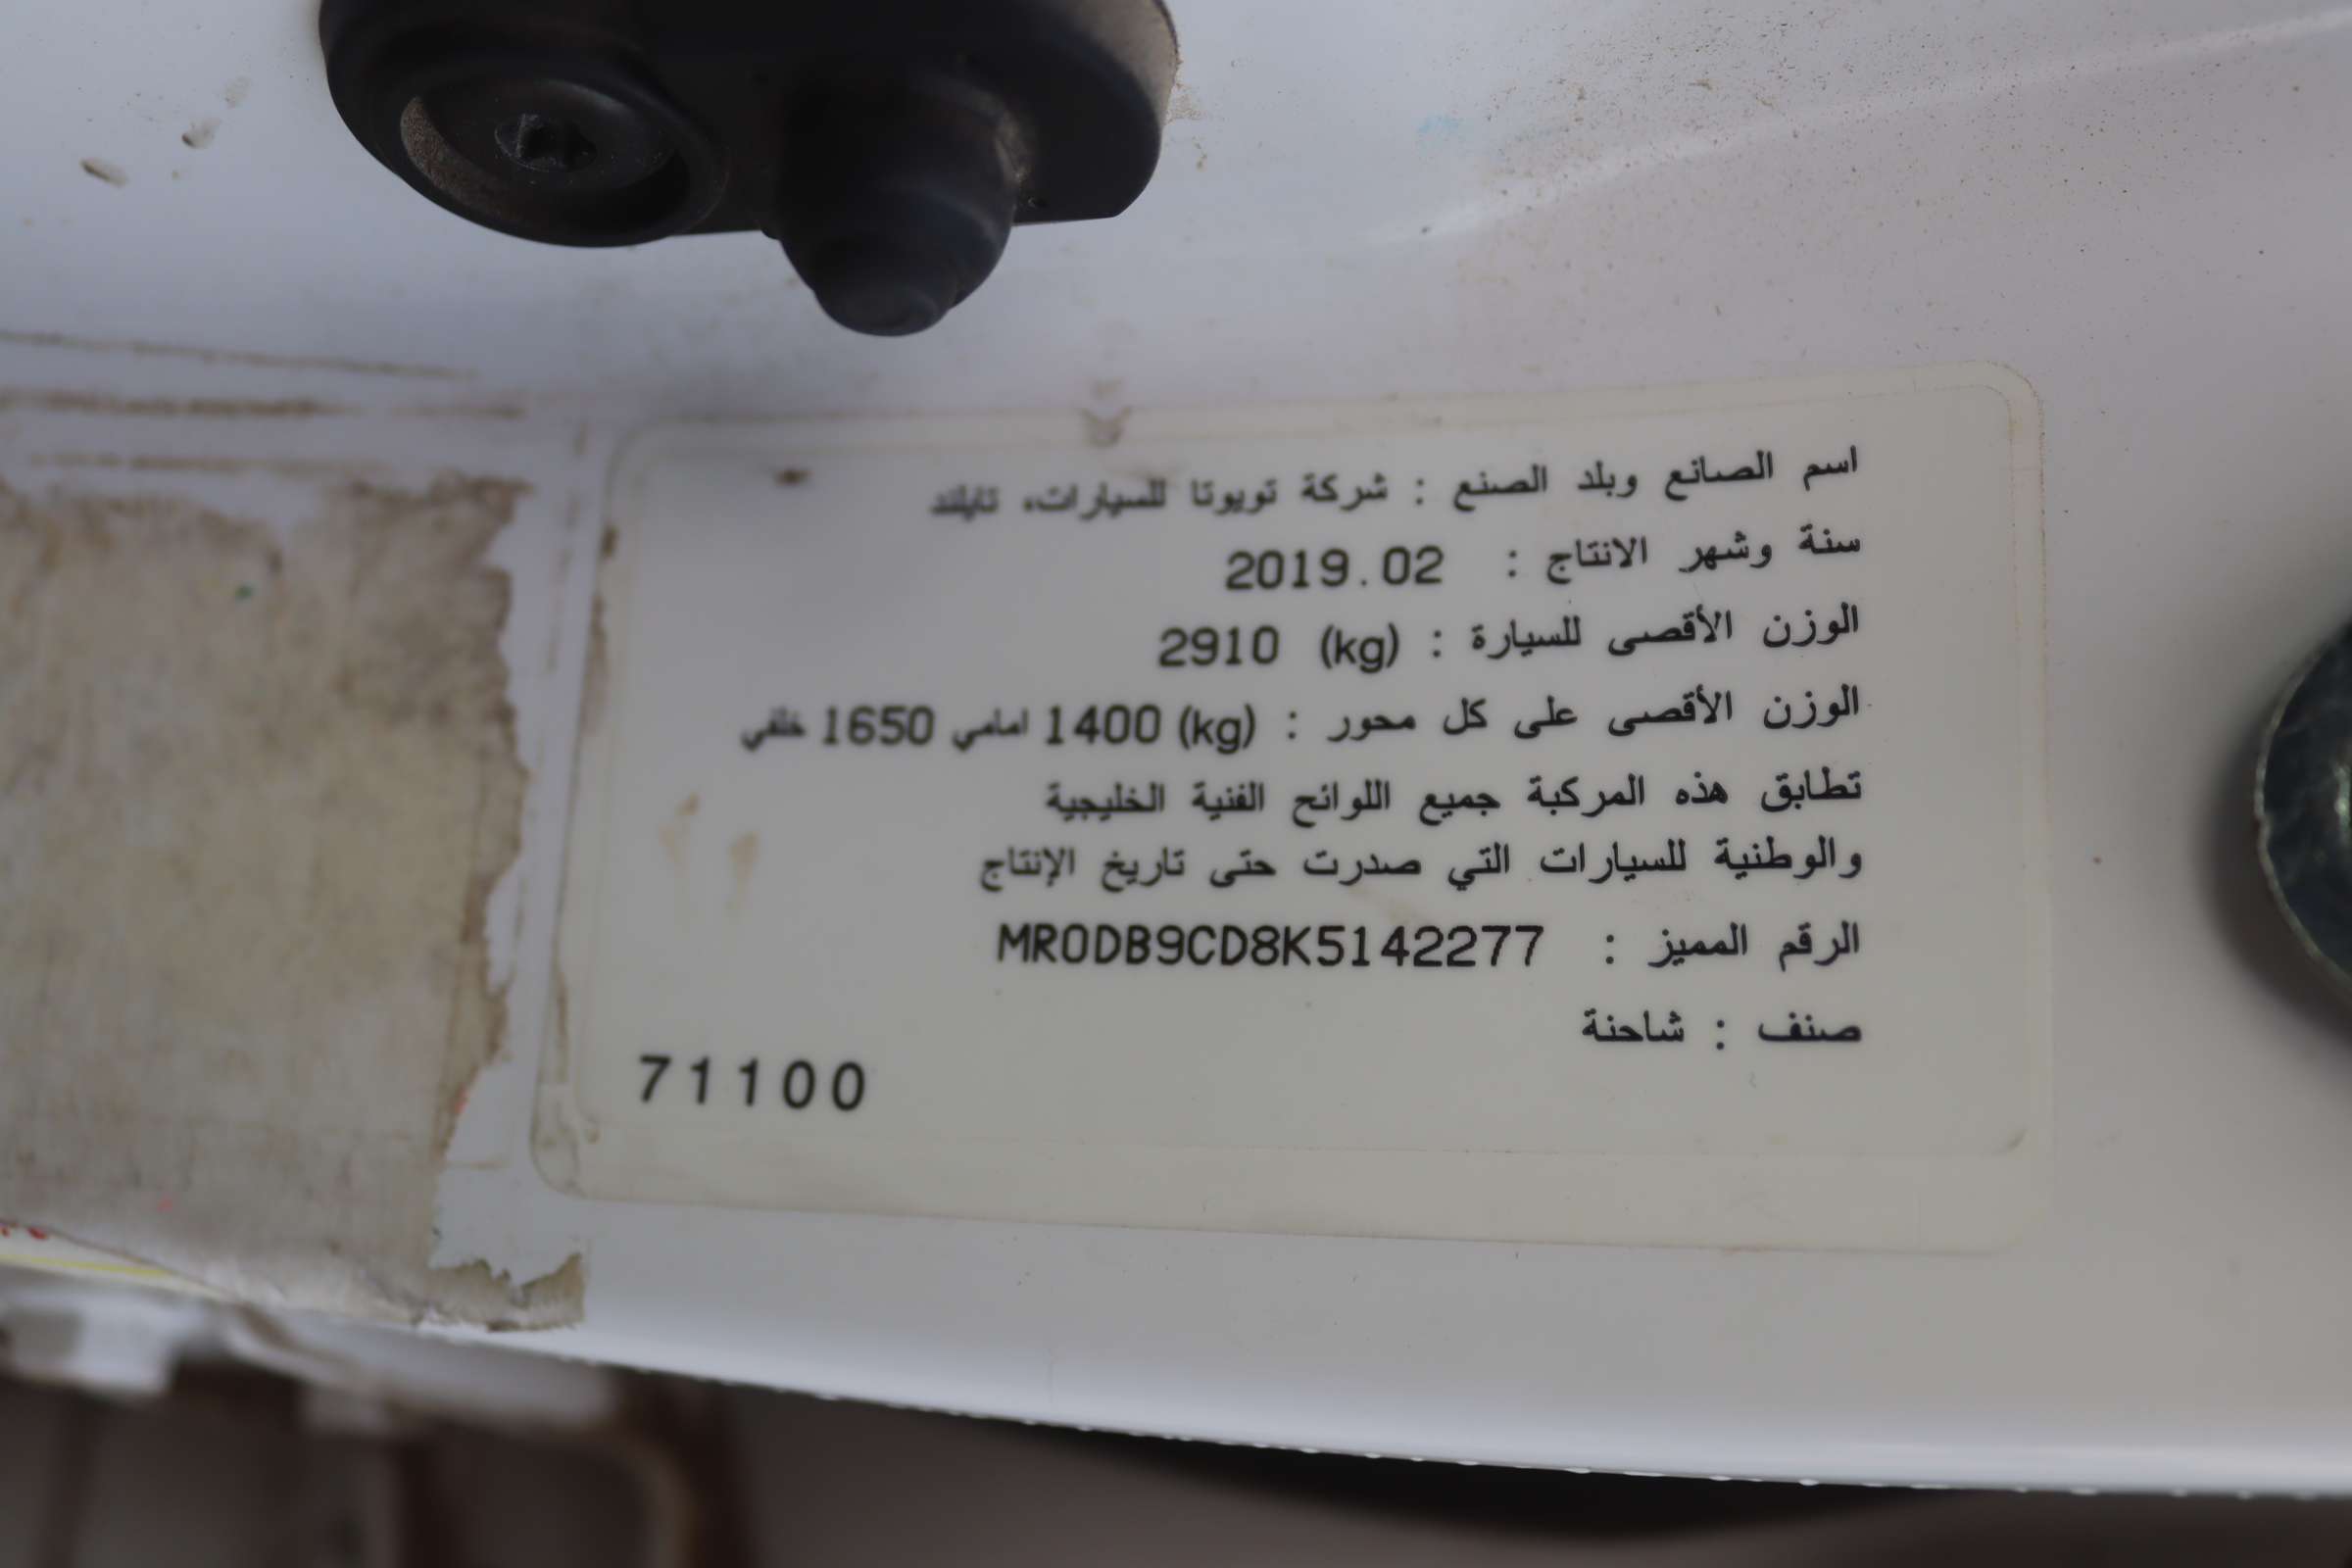 اسم الصانع وبلد الصنع : شركة تويوتا للسيارات، تايلند
سنة وشهر الانتاج : 2019.02
الوزن الأقصى للسيارة : (kg) 2910
الوزن الأقصى على كل محور : (kg) 1400 امامي 1650 خلفي
تطابق هذه المركبة جميع اللوائح الفنية الخليجية
والوطنية للسيارات التي صدرت حتى تاريخ الإنتاج
الرقم المميز : MR0DB9CD8K5142277
صنف : شاحنة
71100